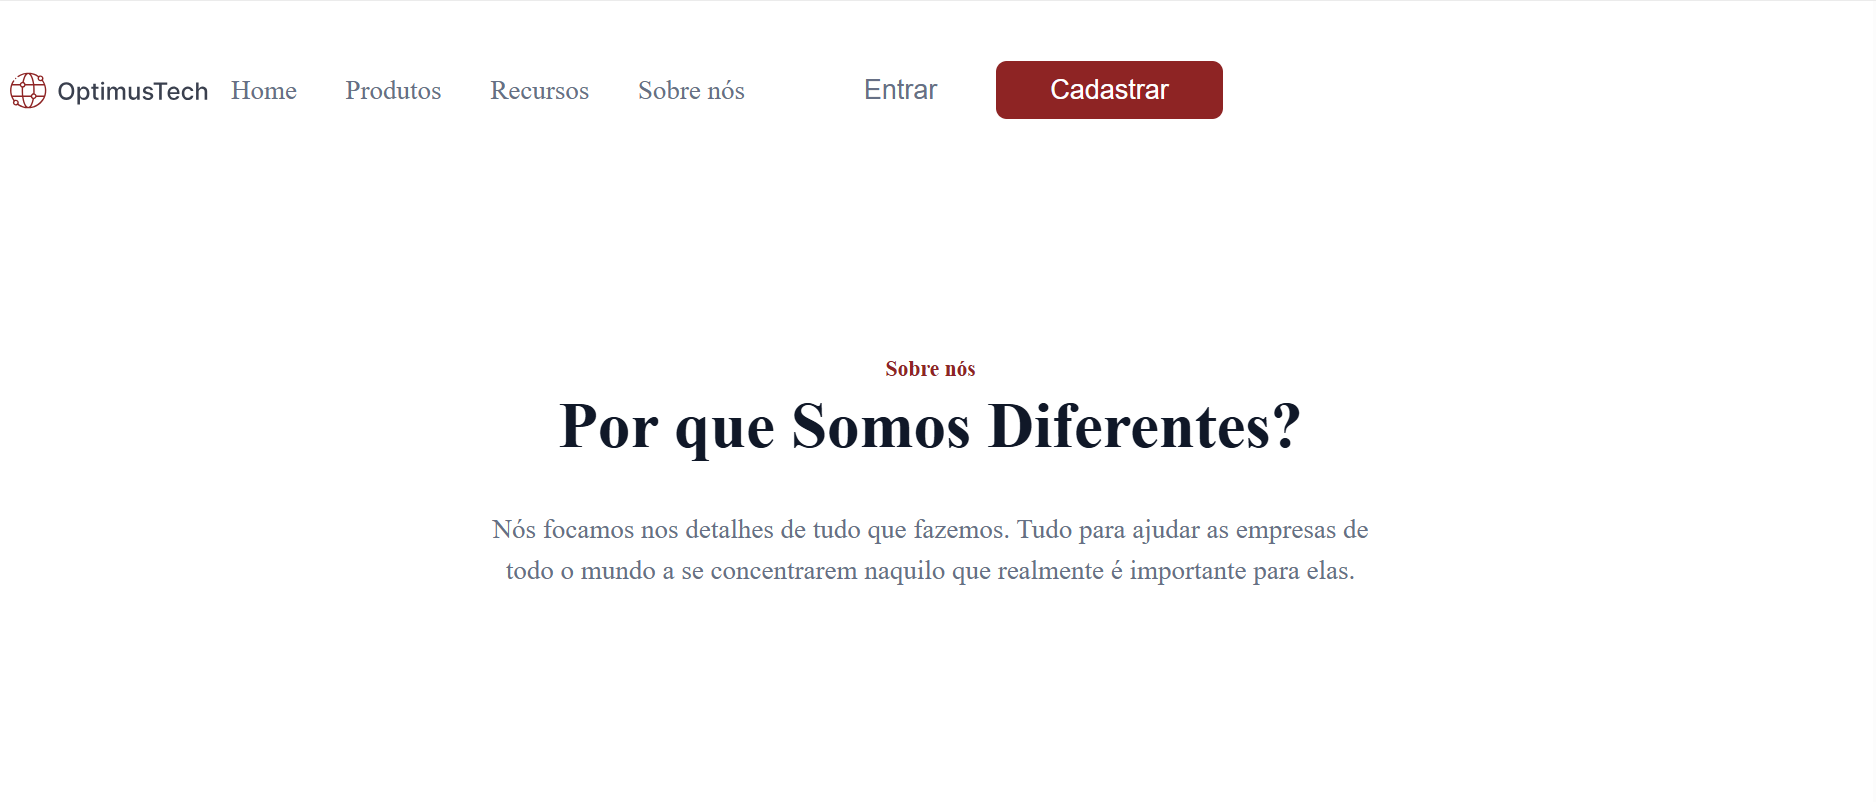 OptimusTech Home Produtos Recursos Sobre nós Entrar Cadastrar
Sobre nós
Por que Somos Diferentes?
Nós focamos nos detalhes de tudo que fazemos. Tudo para ajudar as empresas de
todo o mundo a se concentrarem naquilo que realmente é importante para elas.